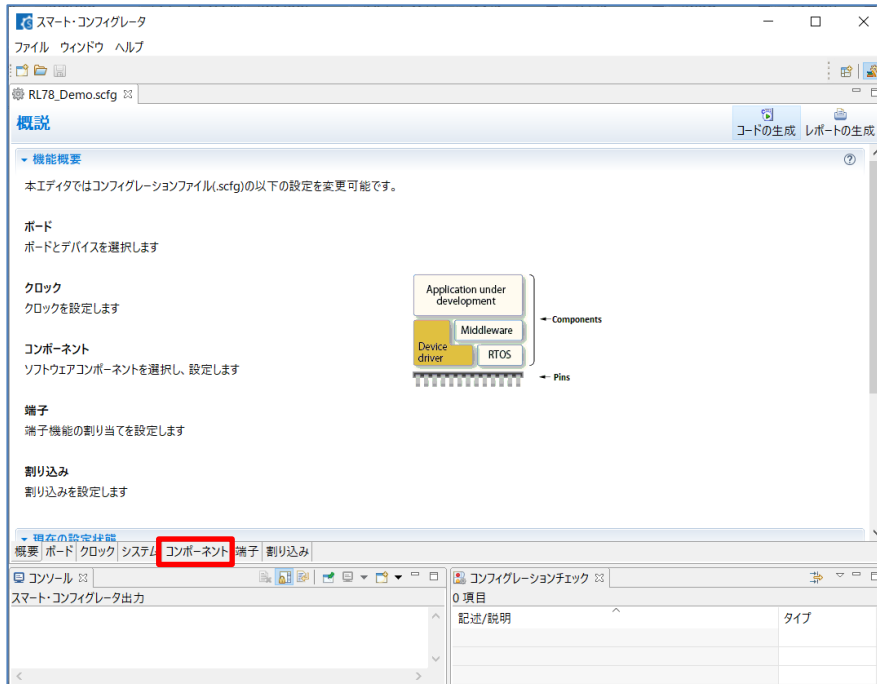 スマート・コンフィグレータ
ファイル ウィンドウ ヘルプ
RL78_Demo.scfg
概説
コードの生成 レポートの生成
機能概要
本エディタではコンフィグレーションファイル(.scfg)の以下の設定を変更可能です。
ボード
ボードとデバイスを選択します
クロック
クロックを設定します
コンポーネント
ソフトウェアコンポーネントを選択し、設定します
端子
端子機能の割り当てを設定します
割り込み
割り込みを設定します
Application under
development
Middleware
Device
driver
RTOS
Components
Pins
現在の設定状態
概要 ボード クロック システム コンポーネント 端子 割り込み
コンソール
スマート・コンフィグレータ出力
コンフィグレーションチェック
0 項目
記述/説明 タイプ